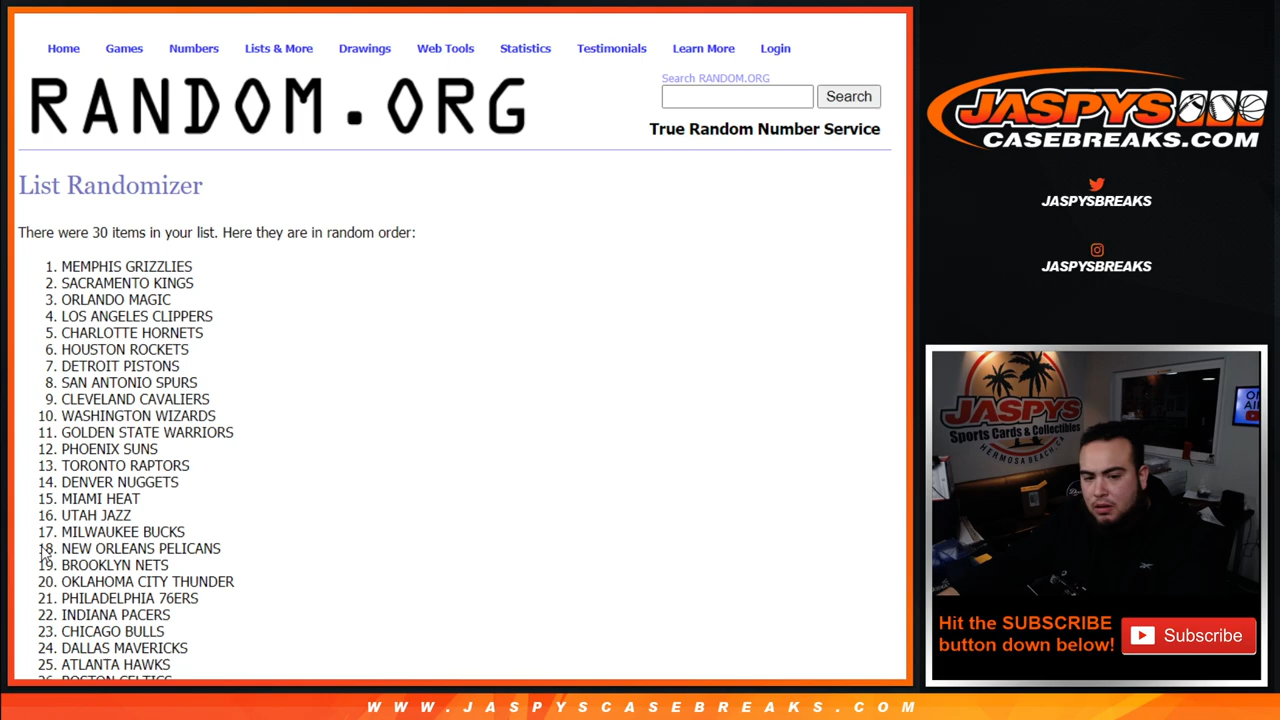 Home Games Numbers Lists & More Drawings Web Tools Statistics Testimonials Learn More Login
RANDOM.ORG
Search RANDOM.ORG
Search
True Random Number Service
List Randomizer
There were 30 items in your list. Here they are in random order:
1. MEMPHIS GRIZZLIES
2. SACRAMENTO KINGS
3. ORLANDO MAGIC
4. LOS ANGELES CLIPPERS
5. CHARLOTTE HORNETS
6. HOUSTON ROCKETS
7. DETROIT PISTONS
8. SAN ANTONIO SPURS
9. CLEVELAND CAVALIERS
10. WASHINGTON WIZARDS
11. GOLDEN STATE WARRIORS
12. PHOENIX SUNS
13. TORONTO RAPTORS
14. DENVER NUGGETS
15. MIAMI HEAT
16. UTAH JAZZ
17. MILWAUKEE BUCKS
18. NEW ORLEANS PELICANS
19. BROOKLYN NETS
20. OKLAHOMA CITY THUNDER
21. PHILADELPHIA 76ERS
22. INDIANA PACERS
23. CHICAGO BULLS
24. DALLAS MAVERICKS
25. ATLANTA HAWKS
26. BOSTON CELTICS
JASPYS
CASEBREAKS.COM
JASPYSBREAKS
JASPYSBREAKS
JASPYS
Sports Cards & Collectibles
HERMOSA BEACH, CA
Hit the SUBSCRIBE
button down below!
Subscribe
WWW.JASPYSCASEBREAKS.COM